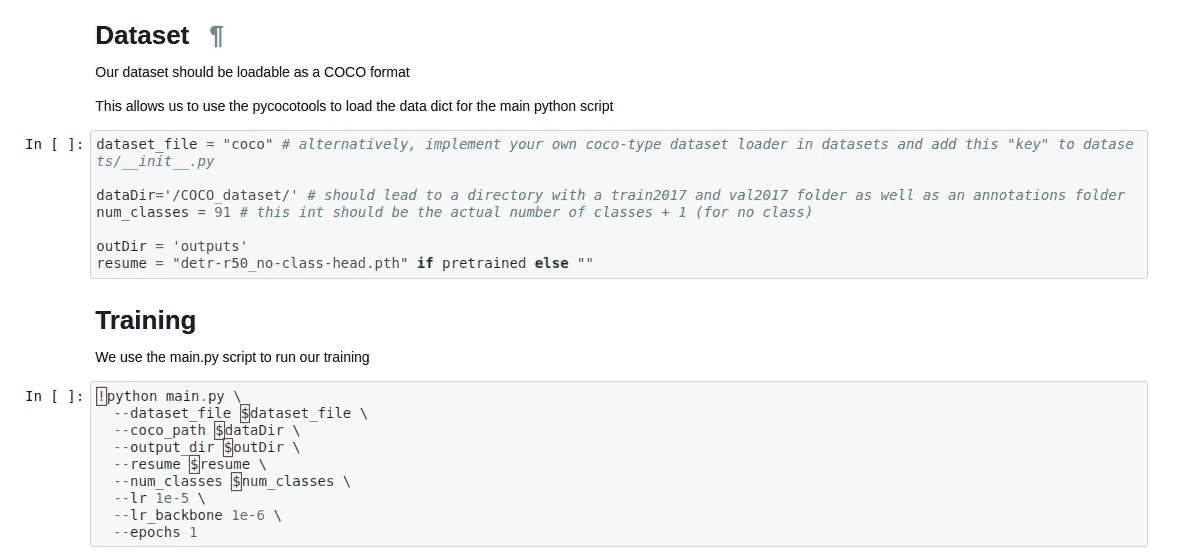 Dataset ¶
Our dataset should be loadable as a COCO format
This allows us to use the pycocotools to load the data dict for the main python script
In [ ]: dataset_file = "coco" # alternatively, implement your own coco-type dataset loader in datasets and add this "key" to datase
ts/__init__.py
dataDir='/COCO_dataset/' # should lead to a directory with a train2017 and val2017 folder as well as an annotations folder
num_classes = 91 # this int should be the actual number of classes + 1 (for no class)
outDir = 'outputs'
resume = "detr-r50_no-class-head.pth" if pretrained else ""
Training
We use the main.py script to run our training
In [ ]: !python main.py \
--dataset_file $dataset_file \
--coco_path $dataDir \
--output_dir $outDir \
--resume $resume \
--num_classes $num_classes \
--lr 1e-5 \
--lr_backbone 1e-6 \
--epochs 1